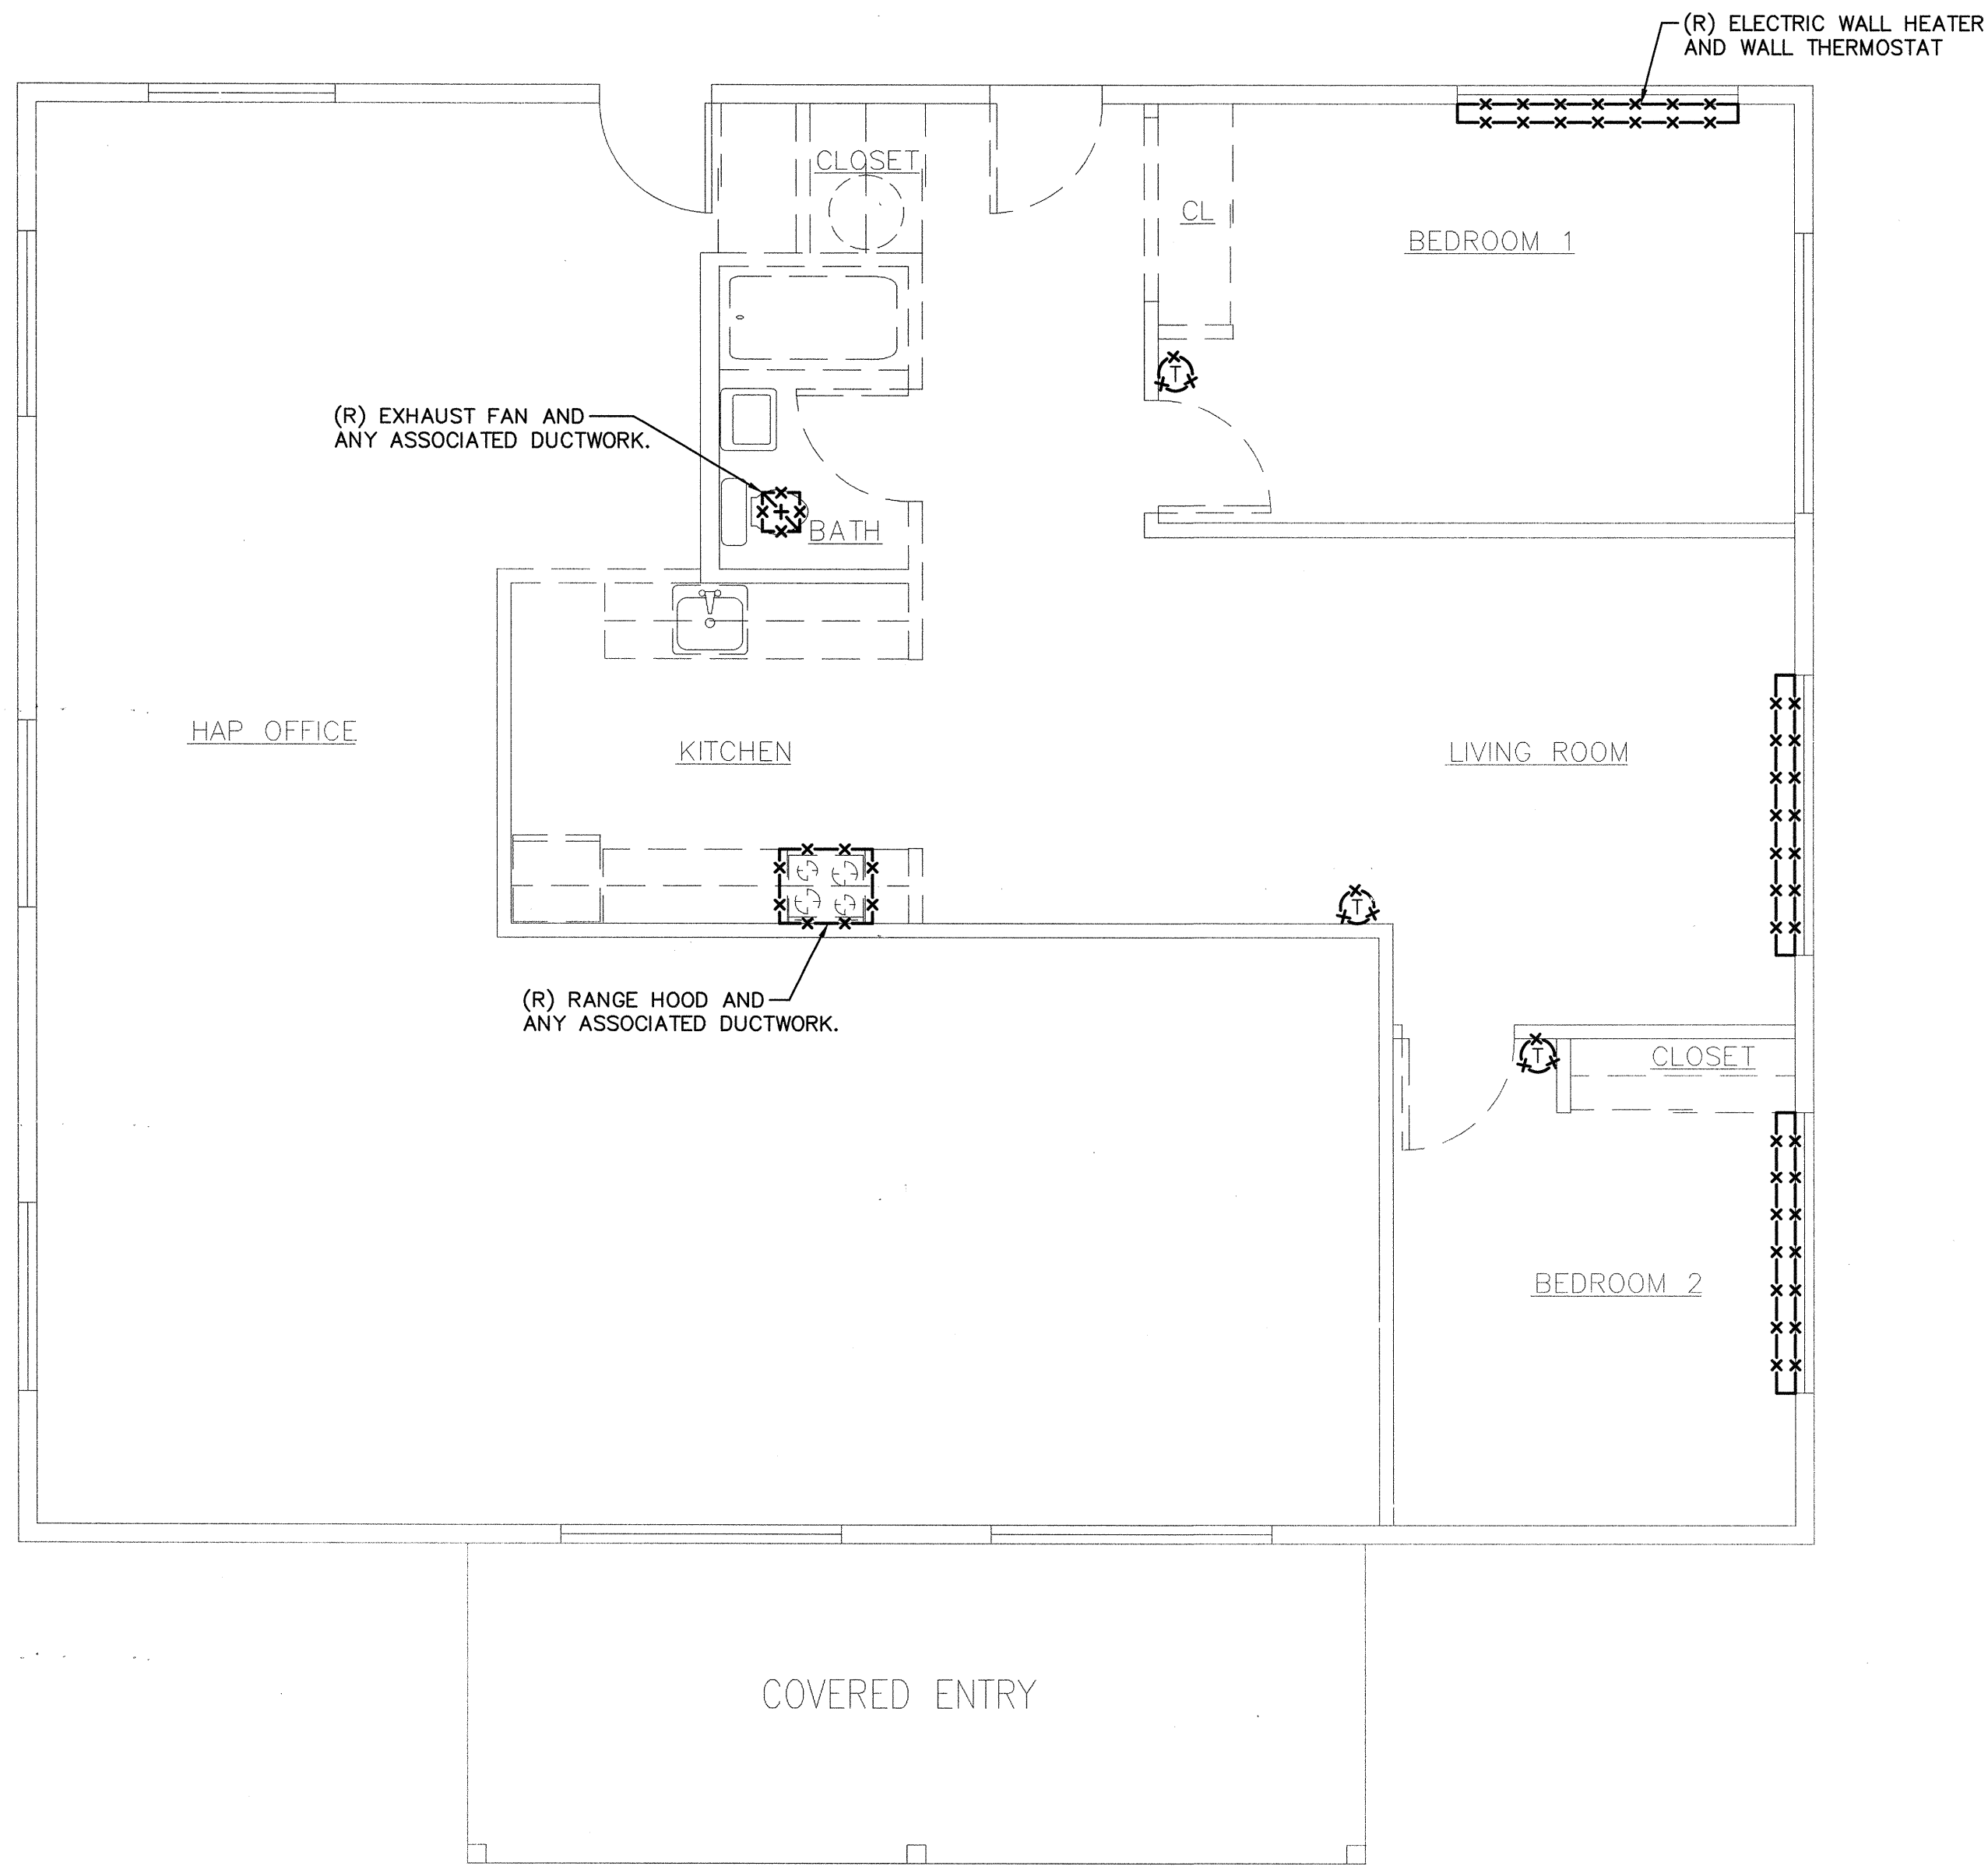 (R) ELECTRIC WALL HEATER
AND WALL THERMOSTAT
CLOSET
CL
BEDROOM 1
T
(R) EXHAUST FAN AND
ANY ASSOCIATED DUCTWORK.
BATH
HAP OFFICE
KITCHEN
LIVING ROOM
T
(R) RANGE HOOD AND
ANY ASSOCIATED DUCTWORK.
T
CLOSET
BEDROOM 2
COVERED ENTRY